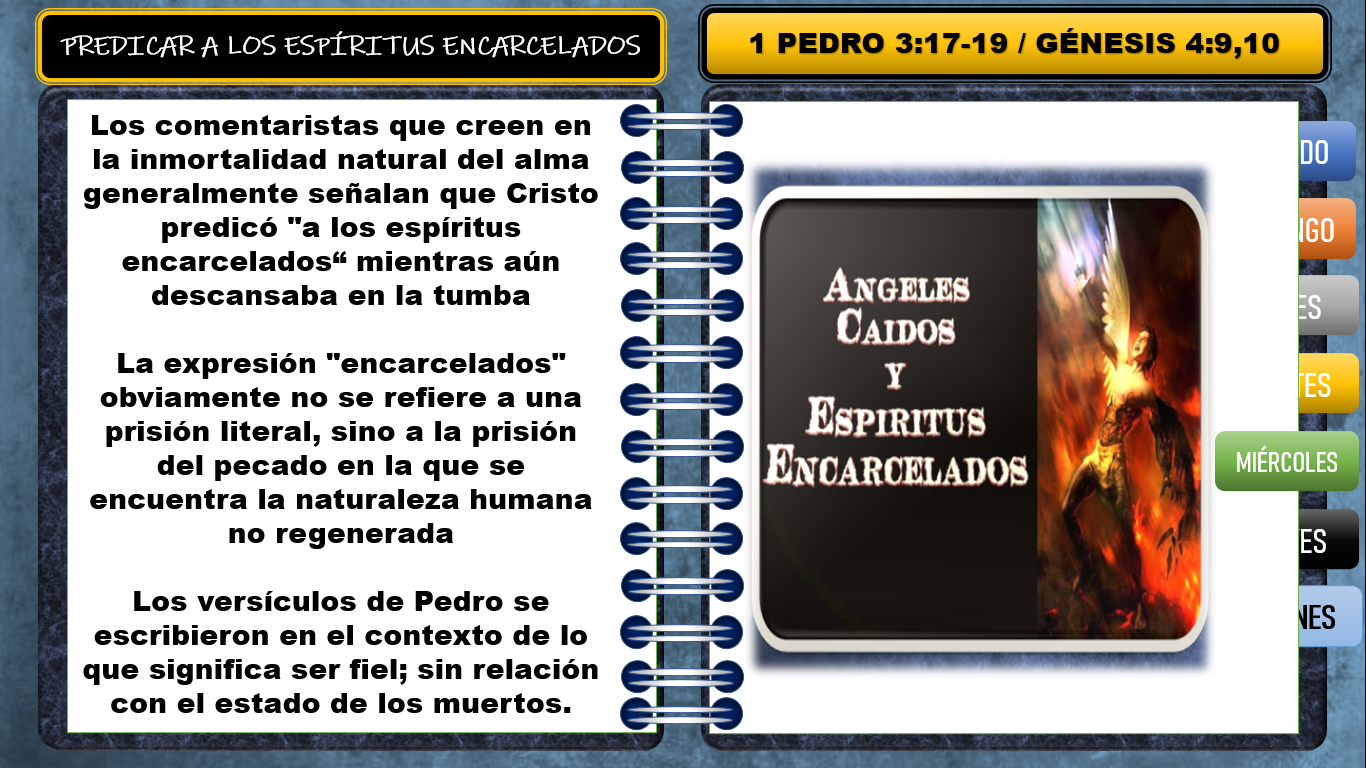 PREDICAR A LOS ESPÍRITUS ENCARCELADOS
1 PEDRO 3:17-19 / GÉNESIS 4:9,10
Los comentaristas que creen en
la inmortalidad natural del alma
generalmente señalan que Cristo
predicó "a los espíritus
encarcelados“ mientras aún
descansaba en la tumba
La expresión "encarcelados"
obviamente no se refiere a una
prisión literal, sino a la prisión
del pecado en la que se
encuentra la naturaleza humana
no regenerada
Los versículos de Pedro se
escribieron en el contexto de lo
que significa ser fiel; sin relación
con el estado de los muertos.
ANGELES
CAIDOS
Y
ESPIRITUS
ENCARCELADOS
DO
NGO
ES
TES
MIÉRCOLES
ES
NES